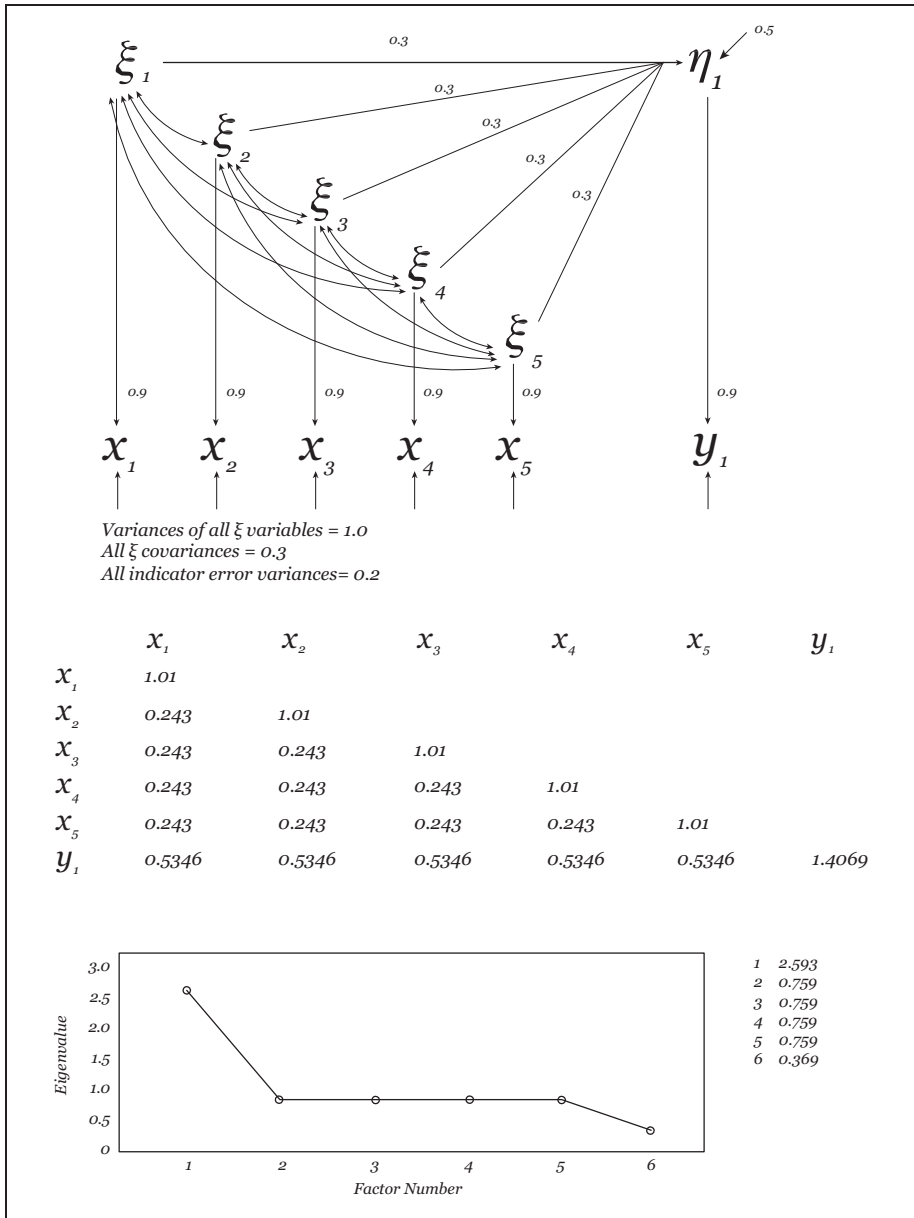 0.3
0.5
ξ1
η1
0.3
ξ2
0.3
0.3
ξ3
0.3
ξ4
ξ5
0.9 0.9 0.9 0.9 0.9 0.9
x1 x2 x3 x4 x5 y1
Variances of all ξ variables = 1.0
All ξ covariances = 0.3
All indicator error variances= 0.2
x1 x2 x3 x4 x5 y1
x1 1.01
x2 0.243 1.01
x3 0.243 0.243 1.01
x4 0.243 0.243 0.243 1.01
x5 0.243 0.243 0.243 0.243 1.01
y1 0.5346 0.5346 0.5346 0.5346 0.5346 1.4069
Eigenvalue
3.0
2.5
2.0
1.5
1.0
0.5
0
1 2 3 4 5 6
Factor Number
1 2.593
2 0.759
3 0.759
4 0.759
5 0.759
6 0.369